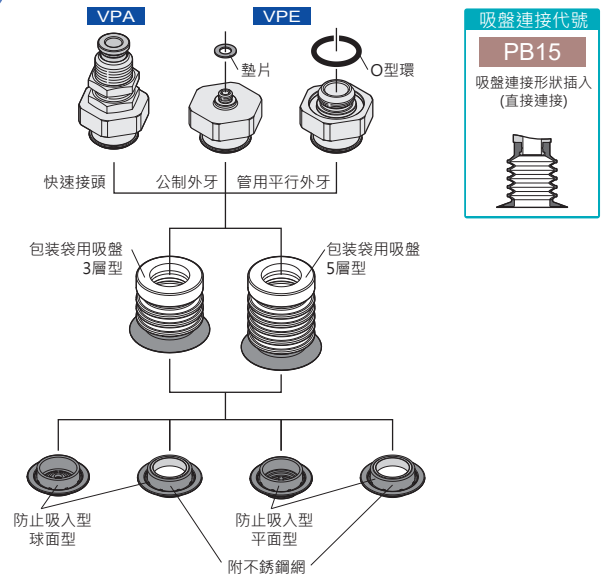 VPA
VPE
墊片
O型環
快速接頭
公制外牙
管用平行外牙
包装袋用吸盤
3層型
包装袋用吸盤
5層型
防止吸入型
球面型
防止吸入型
平面型
附不銹鋼網
吸盤連接代號
PB15
吸盤連接形狀插入
(直接連接)